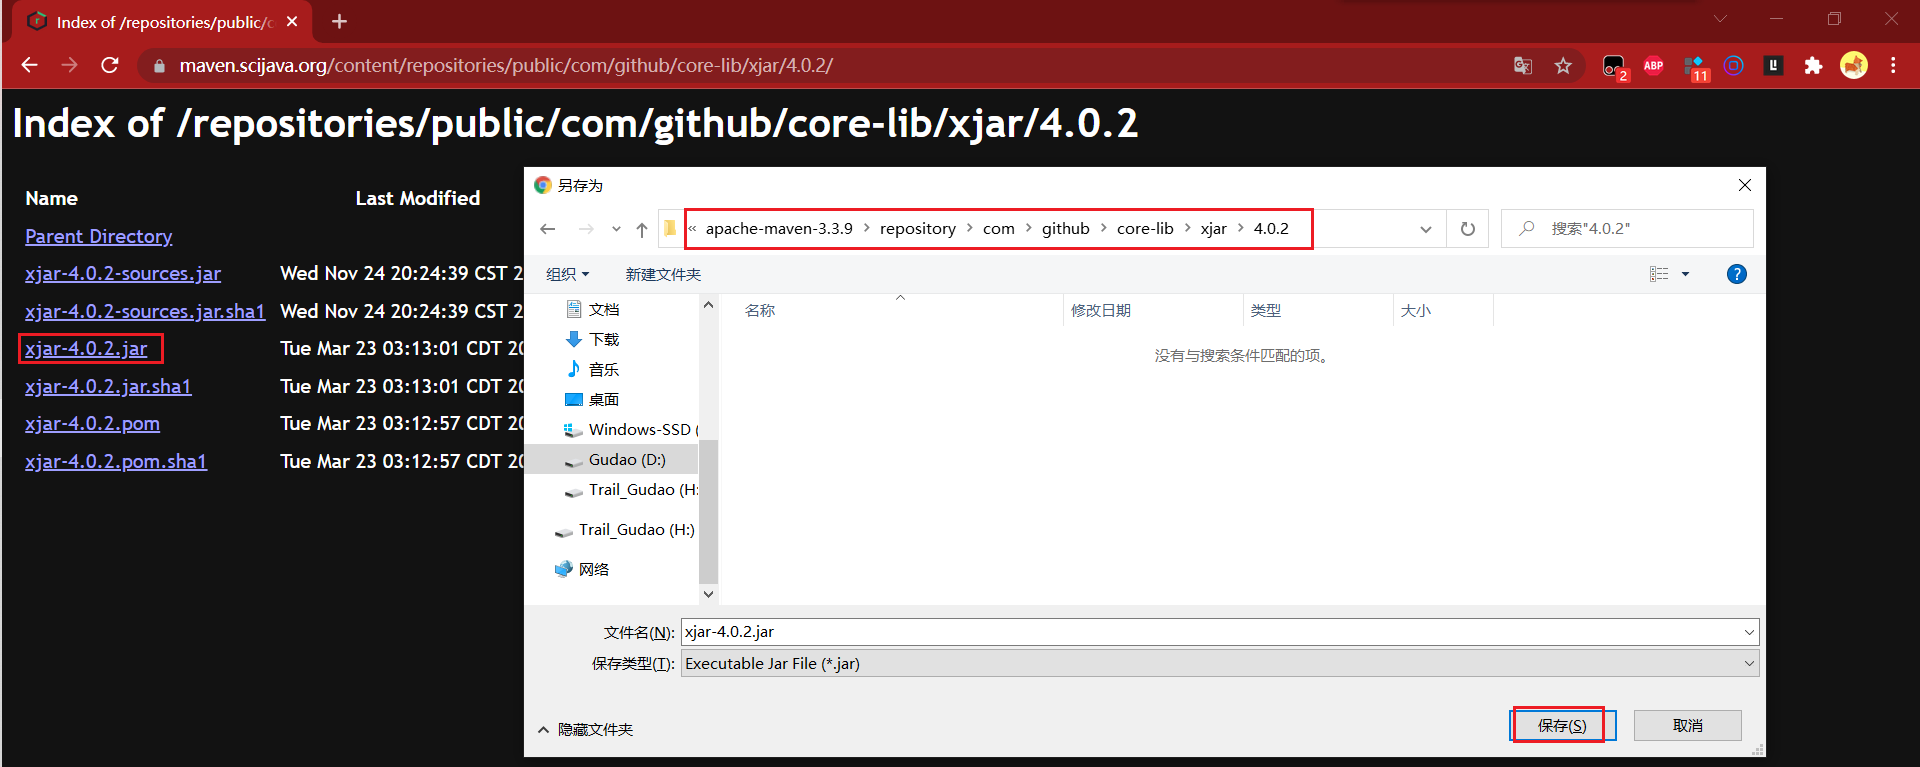 Index of /repositories/public/c
maven.scijava.org/content/repositories/public/com/github/core-lib/xjar/4.0.2/
2
ABP
11
Index of /repositories/public/com/github/core-lib/xjar/4.0.2
Name Last Modified
Parent Directory
xjar-4.0.2-sources.jar Wed Nov 24 20:24:39 CST 2
xjar-4.0.2-sources.jar.sha1 Wed Nov 24 20:24:39 CST 2
xjar-4.0.2.jar Tue Mar 23 03:13:01 CDT 20
xjar-4.0.2.jar.sha1 Tue Mar 23 03:13:01 CDT 20
xjar-4.0.2.pom Tue Mar 23 03:12:57 CDT 20
xjar-4.0.2.pom.sha1 Tue Mar 23 03:12:57 CDT 20
另存为
« apache-maven-3.3.9 > repository > com > github > core-lib > xjar > 4.0.2
搜索"4.0.2"
组织 新建文件夹
?
文档
下载
音乐
桌面
Windows-SSD (
Gudao (D:)
Trail_Gudao (H:
Trail_Gudao (H:)
网络
名称 修改日期 类型 大小
没有与搜索条件匹配的项。
文件名(N): xjar-4.0.2.jar
保存类型(T): Executable Jar File (*.jar)
隐藏文件夹
保存(S) 取消